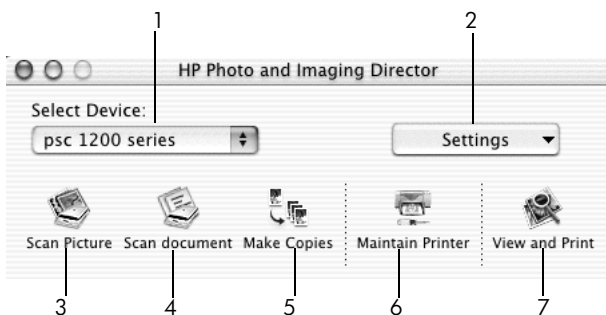 1 2
HP Photo and Imaging Director
Select Device:
psc 1200 series Settings
Scan Picture Scan document Make Copies Maintain Printer View and Print
3 4 5 6 7